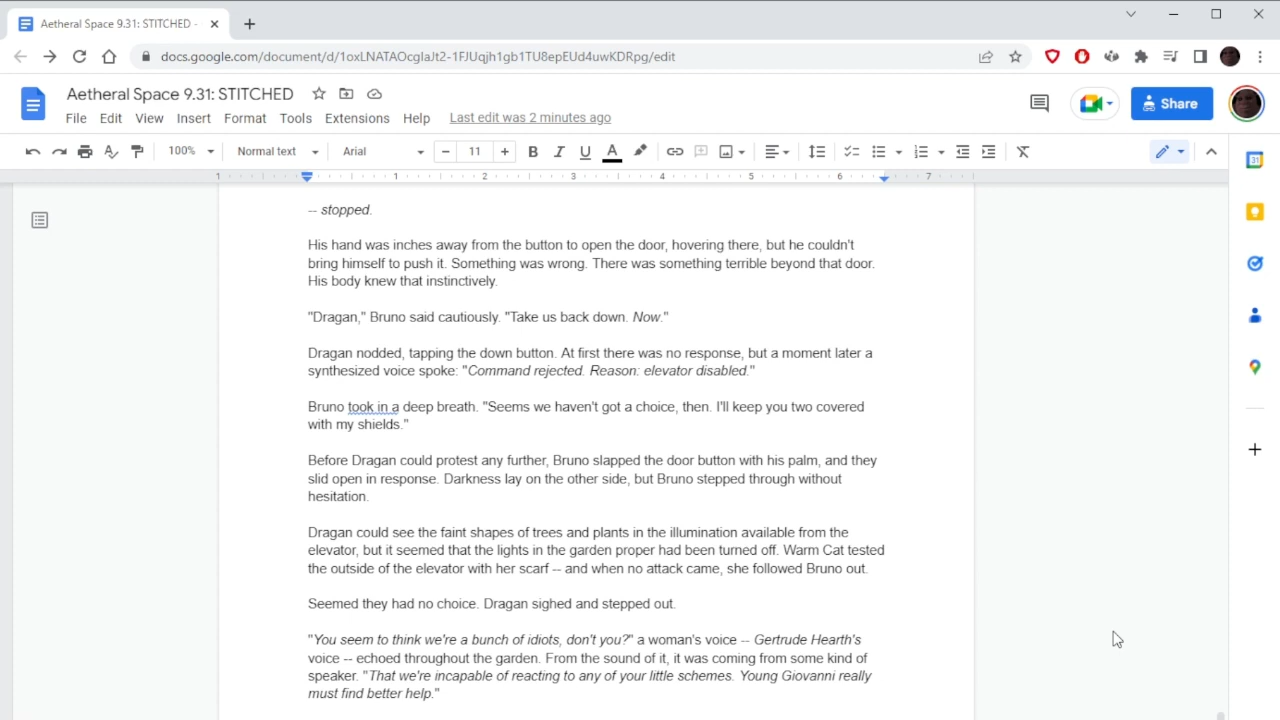 Aetheral Space 9.31: STITCHED -
docs.google.com/document/d/1oxLNATAOcglaJt2-1FJUqjh1gb1TU8epEUd4uwKDRpg/edit
Aetheral Space 9.31: STITCHED
File Edit View Insert Format Tools Extensions Help Last edit was 2 minutes ago
Share
100% Normal text Arial 11 B I U A
1 1 2 3 4 5 6 7
31
-- stopped.
His hand was inches away from the button to open the door, hovering there, but he couldn't
bring himself to push it. Something was wrong. There was something terrible beyond that door.
His body knew that instinctively.
"Dragan," Bruno said cautiously. "Take us back down. Now."
Dragan nodded, tapping the down button. At first there was no response, but a moment later a
synthesized voice spoke: "Command rejected. Reason: elevator disabled."
Bruno took in a deep breath. "Seems we haven't got a choice, then. I'll keep you two covered
with my shields."
Before Dragan could protest any further, Bruno slapped the door button with his palm, and they
slid open in response. Darkness lay on the other side, but Bruno stepped through without
hesitation.
Dragan could see the faint shapes of trees and plants in the illumination available from the
elevator, but it seemed that the lights in the garden proper had been turned off. Warm Cat tested
the outside of the elevator with her scarf -- and when no attack came, she followed Bruno out.
Seemed they had no choice. Dragan sighed and stepped out.
"You seem to think we're a bunch of idiots, don't you?" a woman's voice -- Gertrude Hearth's
voice -- echoed throughout the garden. From the sound of it, it was coming from some kind of
speaker. "That we're incapable of reacting to any of your little schemes. Young Giovanni really
must find better help."